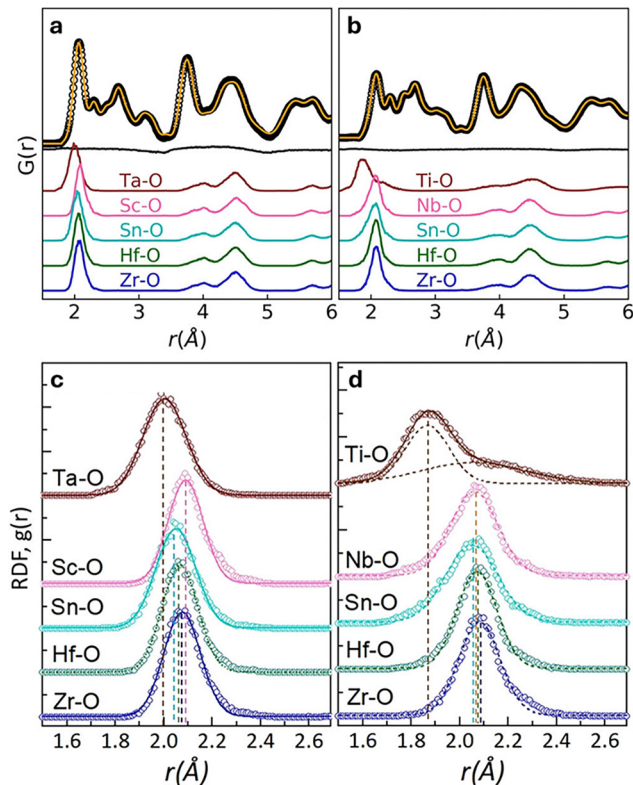 a
G(r)
Ta-O
Sc-O
Sn-O
Hf-O
Zr-O
2 3 4 5 6
r(Å)
b
Ti-O
Nb-O
Sn-O
Hf-O
Zr-O
2 3 4 5 6
r(Å)
c
RDF, g(r)
Ta-O
Sc-O
Sn-O
Hf-O
Zr-O
1.6 1.8 2.0 2.2 2.4 2.6
r(Å)
d
Ti-O
Nb-O
Sn-O
Hf-O
Zr-O
1.6 1.8 2.0 2.2 2.4 2.6
r(Å)